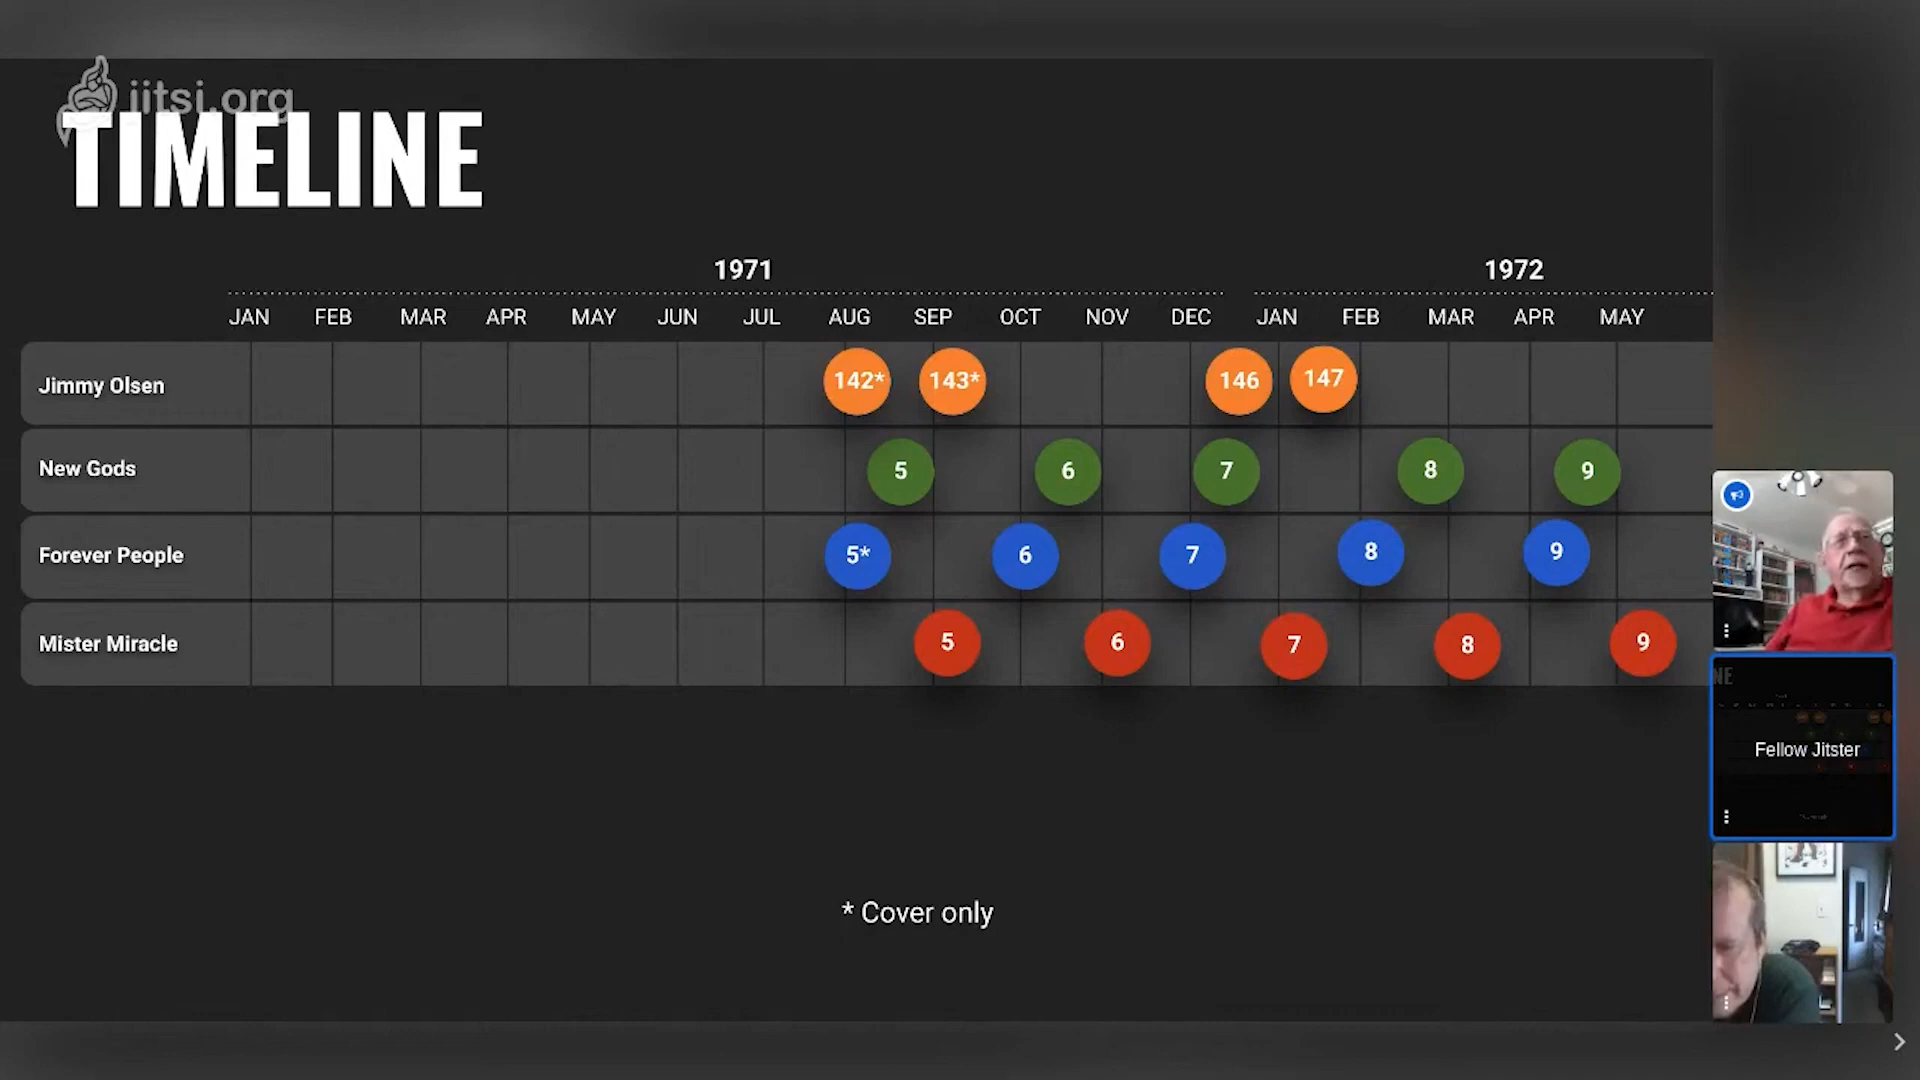 jitsi.org
TIMELINE
1971 1972
JAN FEB MAR APR MAY JUN JUL AUG SEP OCT NOV DEC JAN FEB MAR APR MAY
Jimmy Olsen 142* 143* 146 147
New Gods 5 6 7 8 9
Forever People 5* 6 7 8 9
Mister Miracle 5 6 7 8 9
NE
Fellow Jitster
* Cover only